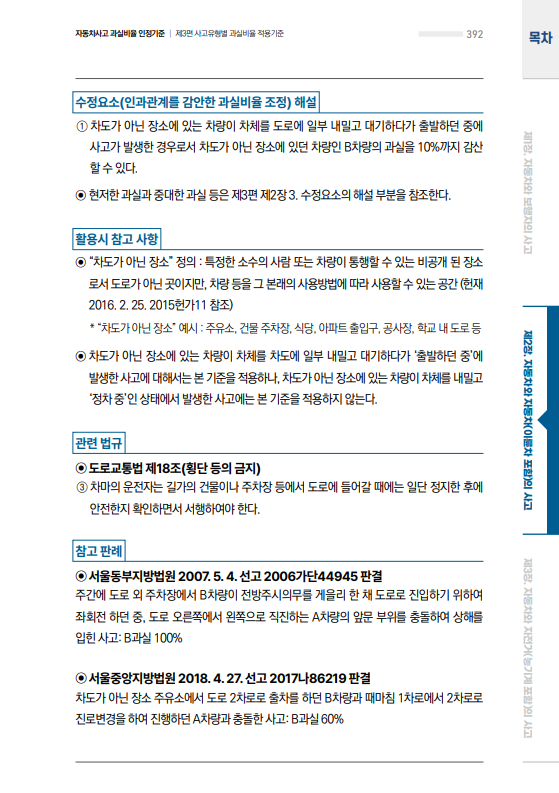 자동차사고 과실비율 인정기준 | 제3편 사고유형별 과실비율 적용기준
392
목차
수정요소(인과관계를 감안한 과실비율 조정) 해설
① 차도가 아닌 장소에 있는 차량이 차체를 도로에 일부 내밀고 대기하다가 출발하던 중에
사고가 발생한 경우로서 차도가 아닌 장소에 있던 차량인 B차량의 과실을 10%까지 감산
할 수 있다.
◉ 현저한 과실과 중대한 과실 등은 제3편 제2장 3. 수정요소의 해설 부분을 참조한다.
활용시 참고 사항
◉ “차도가 아닌 장소” 정의 : 특정한 소수의 사람 또는 차량이 통행할 수 있는 비공개 된 장소
로서 도로가 아닌 곳이지만, 차량 등을 그 본래의 사용방법에 따라 사용할 수 있는 공간 (헌재
2016. 2. 25. 2015헌가11 참조)
* “차도가 아닌 장소” 예시 : 주유소, 건물 주차장, 식당, 아파트 출입구, 공사장, 학교 내 도로 등
◉ 차도가 아닌 장소에 있는 차량이 차체를 차도에 일부 내밀고 대기하다가 ‘출발하던 중’에
발생한 사고에 대해서는 본 기준을 적용하나, 차도가 아닌 장소에 있는 차량이 차체를 내밀고
‘정차 중’인 상태에서 발생한 사고에는 본 기준을 적용하지 않는다.
관련 법규
◉ 도로교통법 제18조(횡단 등의 금지)
③ 차마의 운전자는 길가의 건물이나 주차장 등에서 도로에 들어갈 때에는 일단 정지한 후에
안전한지 확인하면서 서행하여야 한다.
참고 판례
◉ 서울동부지방법원 2007. 5. 4. 선고 2006가단44945 판결
주간에 도로 외 주차장에서 B차량이 전방주시의무를 게을리 한 채 도로로 진입하기 위하여
좌회전 하던 중, 도로 오른쪽에서 왼쪽으로 직진하는 A차량의 앞문 부위를 충돌하여 상해를
입힌 사고: B과실 100%
◉ 서울중앙지방법원 2018. 4. 27. 선고 2017나86219 판결
차도가 아닌 장소 주유소에서 도로 2차로로 출차를 하던 B차량과 때마침 1차로에서 2차로로
진로변경을 하여 진행하던 A차량과 충돌한 사고: B과실 60%
제1장. 자동차와 보행자의 사고
제2장. 자동차와 자동차(이륜차 포함)의 사고
제3장. 자동차와 자전거(농기계 포함)의 사고